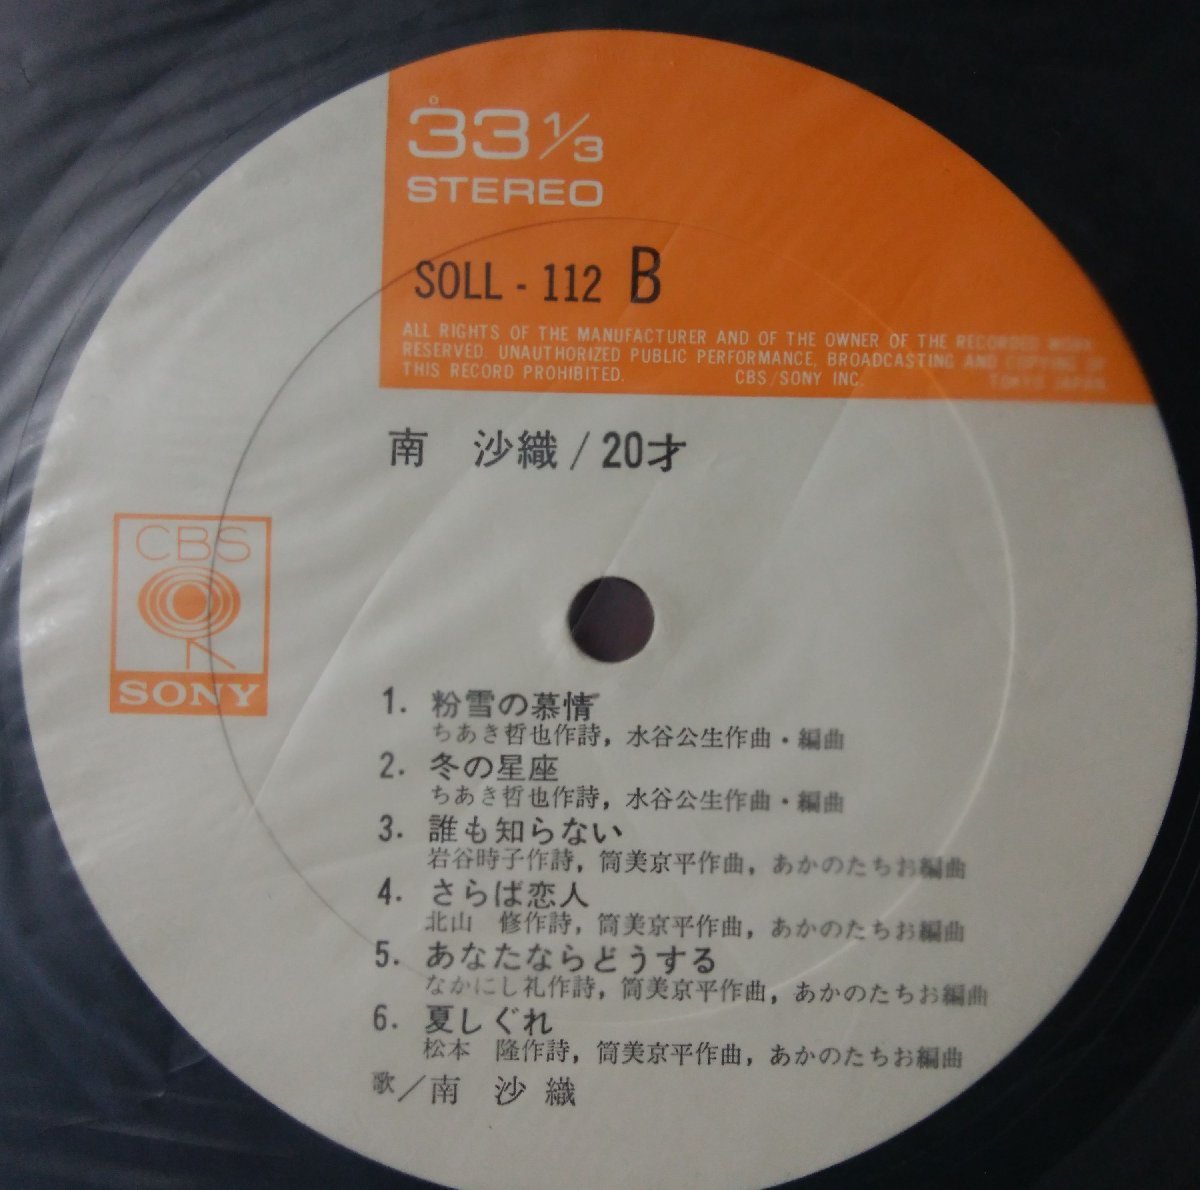 33 1/3
STEREO
SOLL - 112 B
ALL RIGHTS OF THE MANUFACTURER AND OF THE OWNER OF THE RECORDED WORK
RESERVED. UNAUTHORIZED PUBLIC PERFORMANCE, BROADCASTING AND COPYING OF
THIS RECORD PROHIBITED. CBS/SONY INC. TOKYO JAPAN
南 沙織/20才
CBS
SONY
1. 粉雪の慕情
ちあき哲也作詩, 水谷公生作曲・編曲
2. 冬の星座
ちあき哲也作詩, 水谷公生作曲・編曲
3. 誰も知らない
岩谷時子作詩, 筒美京平作曲, あかのたちお編曲
4. さらば恋人
北山 修作詩, 筒美京平作曲, あかのたちお編曲
5. あなたならどうする
なかにし礼作詩, 筒美京平作曲, あかのたちお編曲
6. 夏しぐれ
松本 隆作詩, 筒美京平作曲, あかのたちお編曲
歌/南 沙織